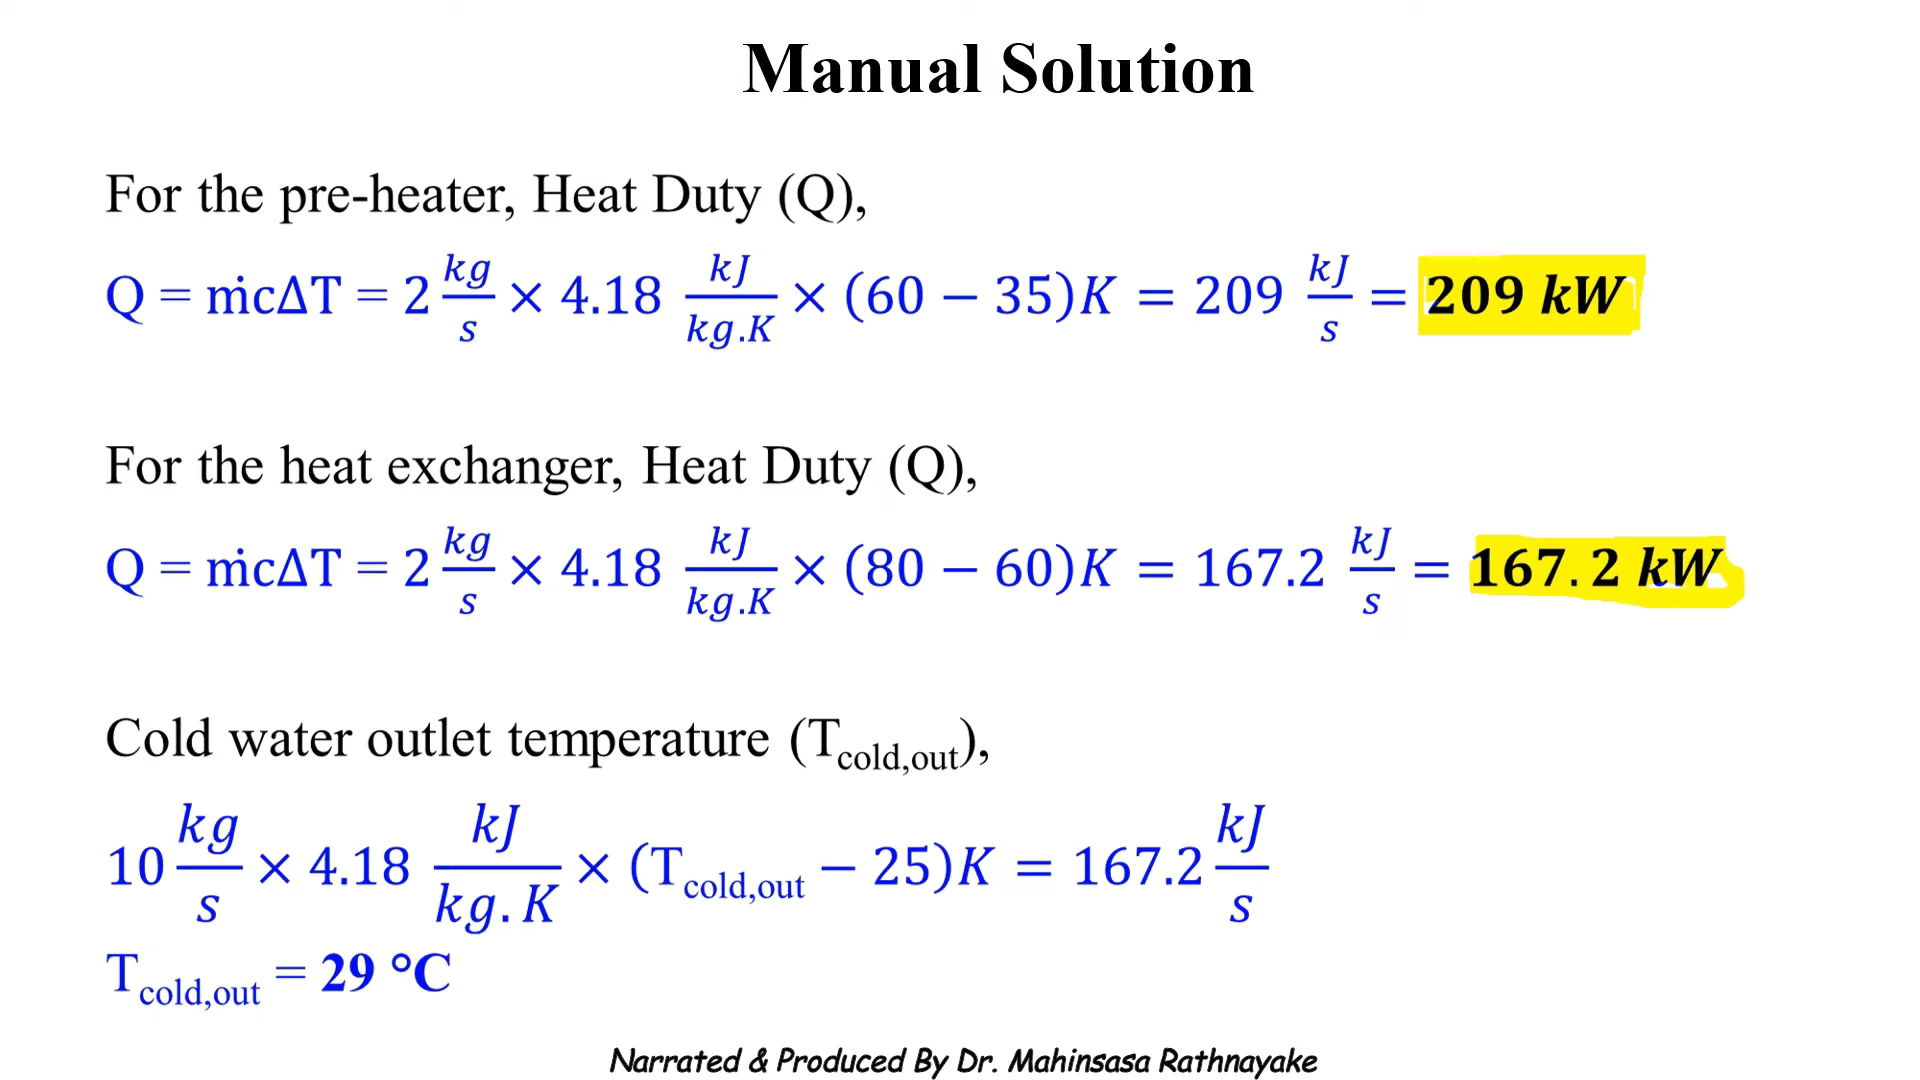 Manual Solution
For the pre-heater, Heat Duty (Q),
Q = ṁcΔT = 2 kg/s × 4.18 kJ/kg.K × (60 − 35)K = 209 kJ/s = 209 kW
For the heat exchanger, Heat Duty (Q),
Q = ṁcΔT = 2 kg/s × 4.18 kJ/kg.K × (80 − 60)K = 167.2 kJ/s = 167.2 kW
Cold water outlet temperature (Tcold,out),
10 kg/s × 4.18 kJ/kg.K × (Tcold,out − 25)K = 167.2 kJ/s
Tcold,out = 29 °C
Narrated & Produced By Dr. Mahinsasa Rathnayake